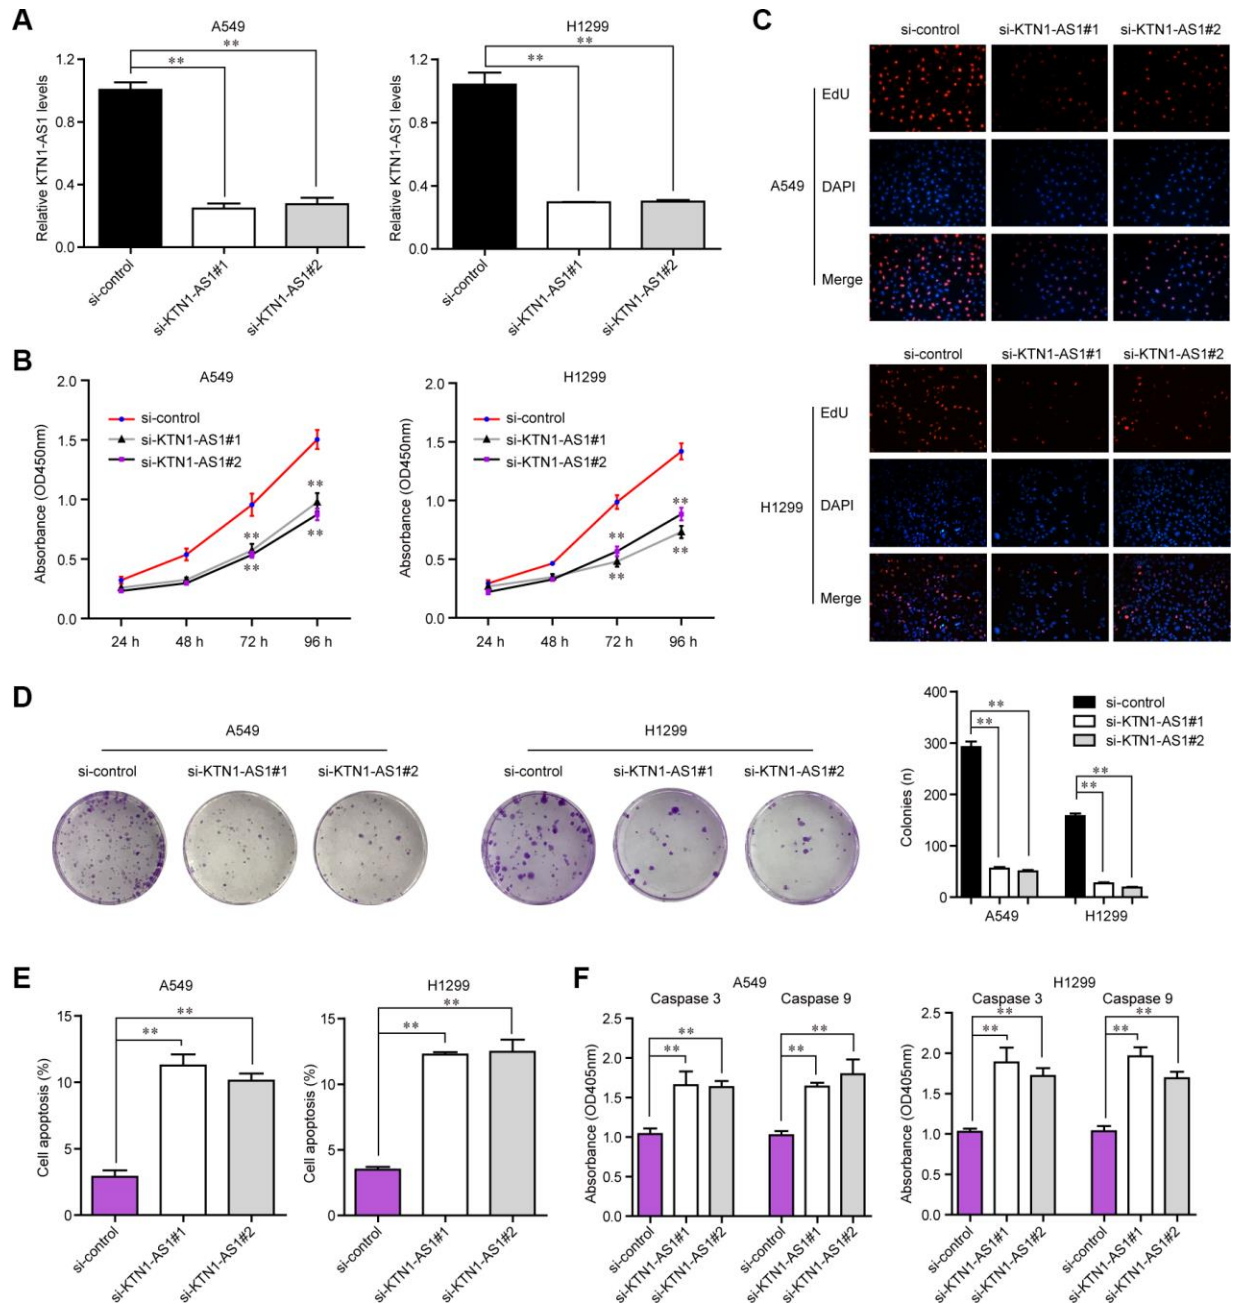 A
A549
H1299
Relative KTN1-AS1 levels
1.2
1.2
0.4
0.0
**
**
si-control
si-KTN1-AS1#1
si-KTN1-AS1#2
Relative KTN1-AS1 levels
1.2
1.2
0.4
0.0
**
**
si-control
si-KTN1-AS1#1
si-KTN1-AS1#2
B
A549
Absorbance (OD450nm)
2.0
1.5
1.0
0.5
0.0
si-control
si-KTN1-AS1#1
si-KTN1-AS1#2
**
**
**
**
24 h 48 h 72 h 96 h
H1299
Absorbance (OD450nm)
2.0
1.5
1.0
0.5
0.0
si-control
si-KTN1-AS1#1
si-KTN1-AS1#2
**
**
**
**
24 h 48 h 72 h 96 h
C
si-control si-KTN1-AS1#1 si-KTN1-AS1#2
A549
EdU
DAPI
Merge
si-control si-KTN1-AS1#1 si-KTN1-AS1#2
H1299
EdU
DAPI
Merge
D
A549
si-control si-KTN1-AS1#1 si-KTN1-AS1#2
H1299
si-control si-KTN1-AS1#1 si-KTN1-AS1#2
Colonies (n)
400
300
200
100
0
si-control
si-KTN1-AS1#1
si-KTN1-AS1#2
**
**
**
**
A549 H1299
E
A549
Cell apoptosis (%)
15
10
5
0
**
**
si-control
si-KTN1-AS1#1
si-KTN1-AS1#2
H1299
Cell apoptosis (%)
15
10
5
0
**
**
si-control
si-KTN1-AS1#1
si-KTN1-AS1#2
F
A549
Caspase 3 Caspase 9
Absorbance (OD405nm)
2.5
2.0
1.5
1.0
0.5
0.0
**
**
**
**
si-control
si-KTN1-AS1#1
si-KTN1-AS1#2
si-control
si-KTN1-AS1#1
si-KTN1-AS1#2
H1299
Caspase 3 Caspase 9
Absorbance (OD405nm)
2.5
2.0
1.5
1.0
0.5
0.0
**
**
**
**
si-control
si-KTN1-AS1#1
si-KTN1-AS1#2
si-control
si-KTN1-AS1#1
si-KTN1-AS1#2